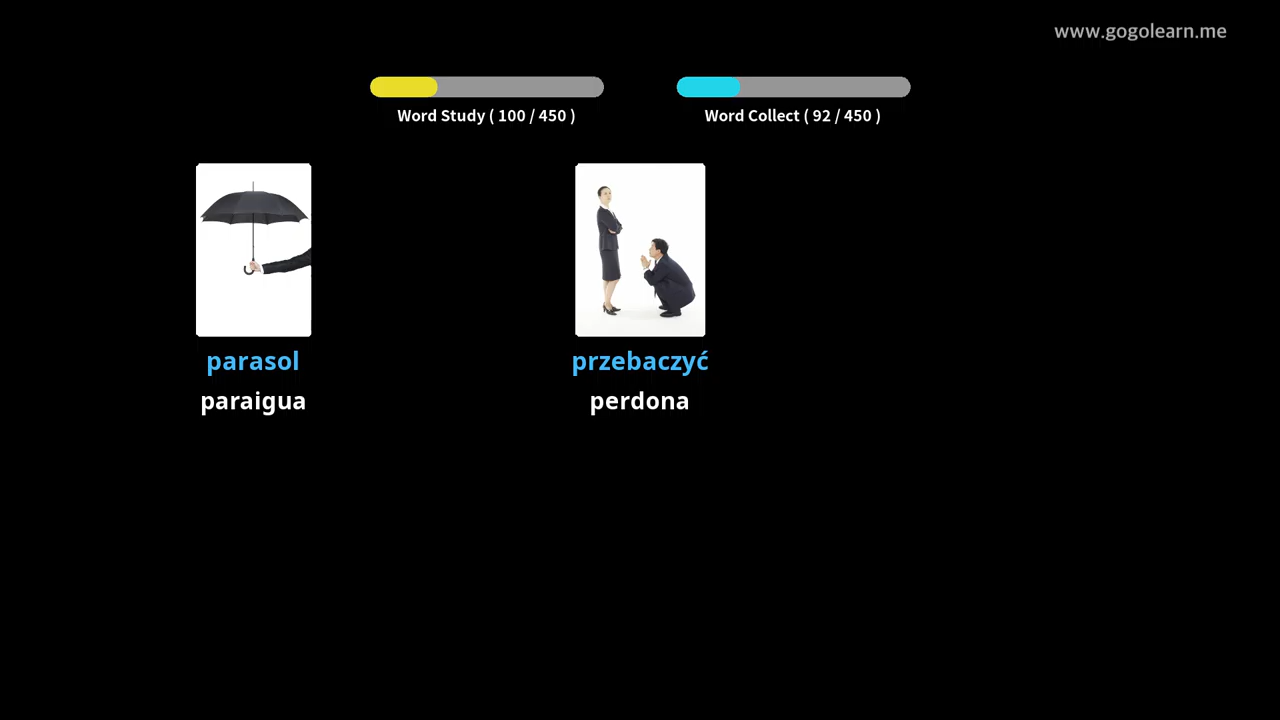 www.gogolearn.me
Word Study ( 100 / 450 )
Word Collect ( 92 / 450 )
parasol
paraigua
przebaczyć
perdona